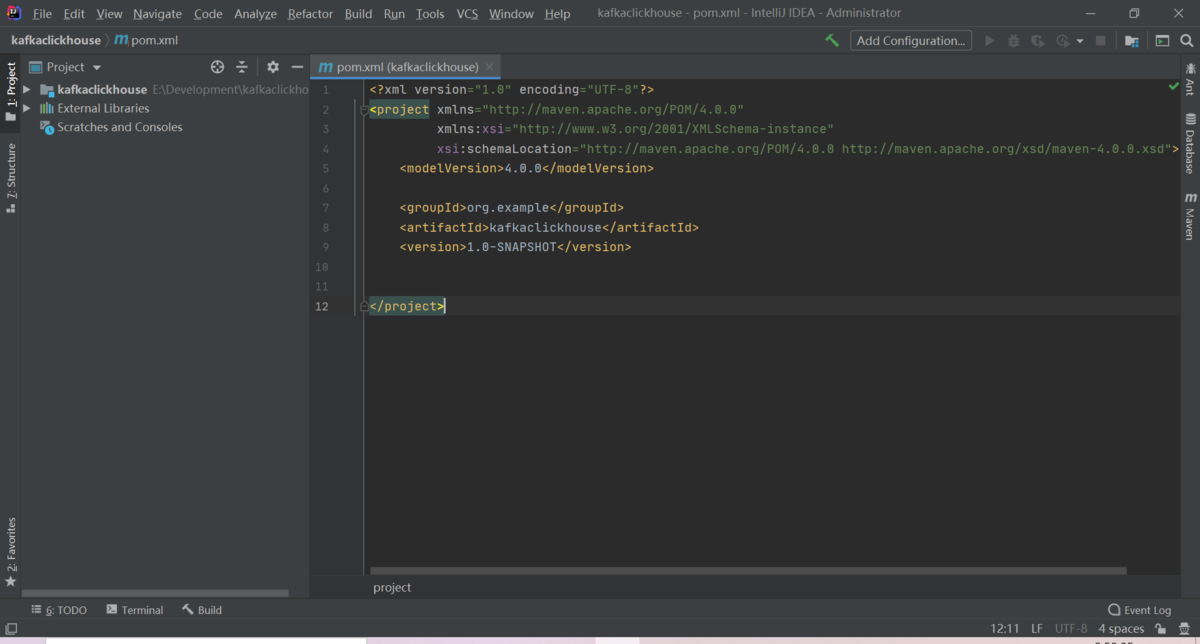 File Edit View Navigate Code Analyze Refactor Build Run Tools VCS Window Help kafkaclickhouse - pom.xml - IntelliJ IDEA - Administrator
kafkaclickhouse m pom.xml Add Configuration...
1: Project
7: Structure
2: Favorites
Project
kafkaclickhouse E:\Development\kafkaclickho
External Libraries
Scratches and Consoles
m pom.xml (kafkaclickhouse)
1 <?xml version="1.0" encoding="UTF-8"?>
2 <project xmlns="http://maven.apache.org/POM/4.0.0"
3 xmlns:xsi="http://www.w3.org/2001/XMLSchema-instance"
4 xsi:schemaLocation="http://maven.apache.org/POM/4.0.0 http://maven.apache.org/xsd/maven-4.0.0.xsd">
5 <modelVersion>4.0.0</modelVersion>
6
7 <groupId>org.example</groupId>
8 <artifactId>kafkaclickhouse</artifactId>
9 <version>1.0-SNAPSHOT</version>
10
11
12 </project>
project
Ant
Database
m Maven
6: TODO Terminal Build Event Log
12:11 LF UTF-8 4 spaces